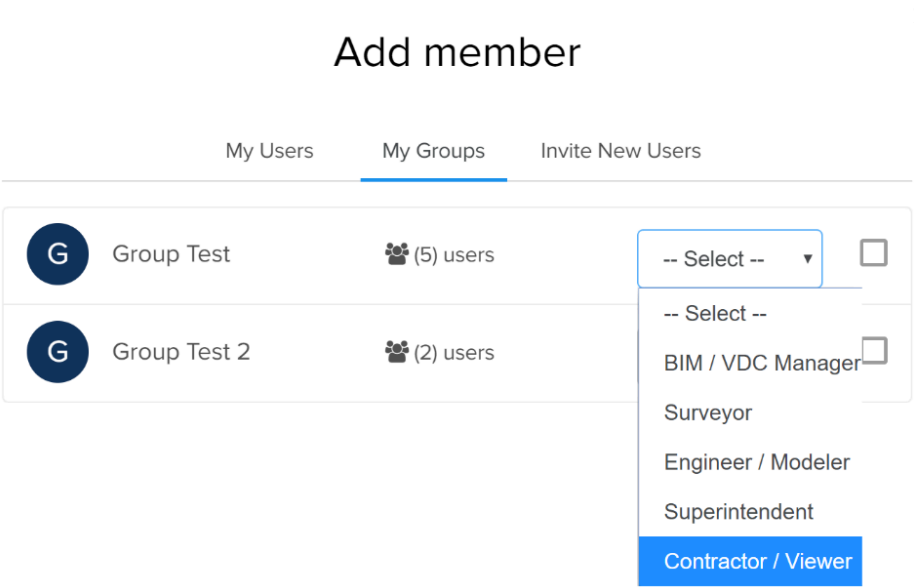 Add member
My Users My Groups Invite New Users
G Group Test (5) users -- Select --
-- Select --
G Group Test 2 (2) users
BIM / VDC Manager
Surveyor
Engineer / Modeler
Superintendent
Contractor / Viewer